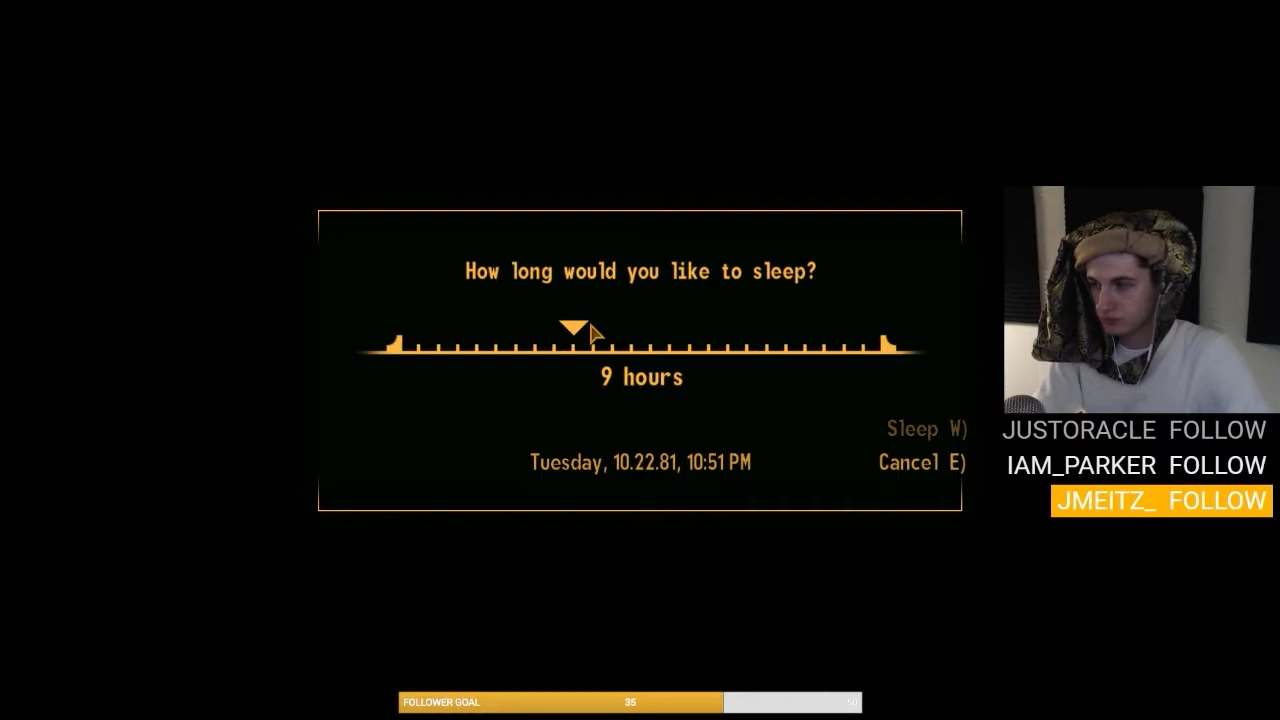 How long would you like to sleep?
9 hours
Sleep W)
Tuesday, 10.22.81, 10:51 PM
Cancel E)
JUSTORACLE FOLLOW
IAM_PARKER FOLLOW
JMEITZ_ FOLLOW
FOLLOWER GOAL 35 50